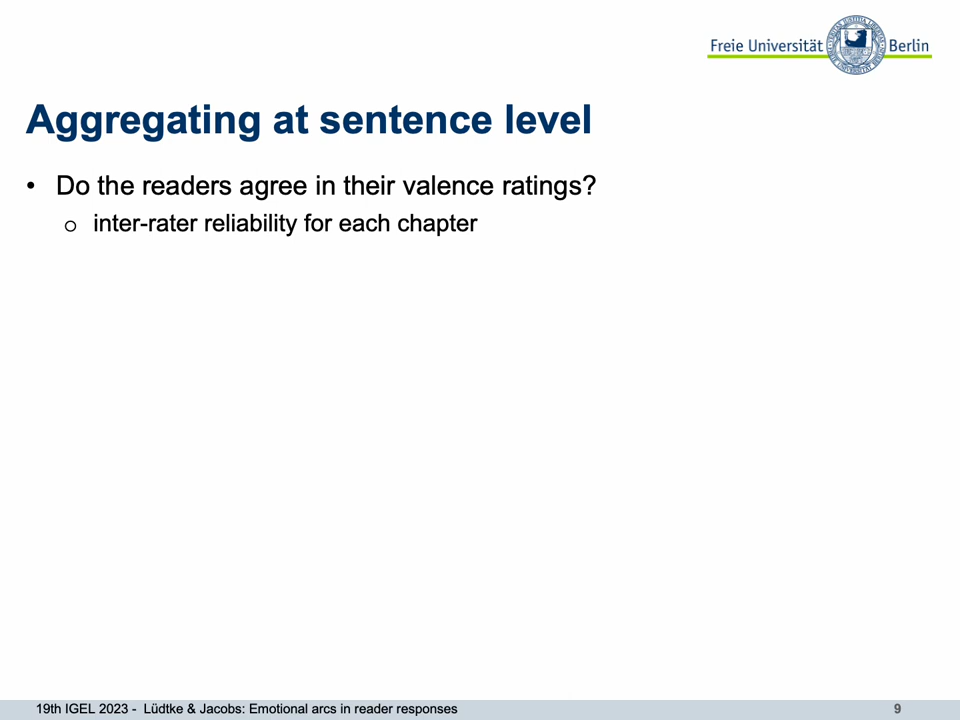 Freie Universität Berlin
Aggregating at sentence level
• Do the readers agree in their valence ratings?
o inter-rater reliability for each chapter
19th IGEL 2023 - Lüdtke & Jacobs: Emotional arcs in reader responses
9